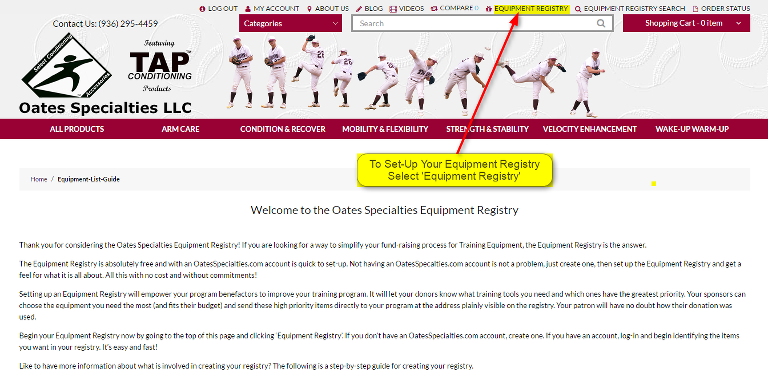 LOG OUT MY ACCOUNT ABOUT US BLOG VIDEOS COMPARE 0 EQUIPMENT REGISTRY EQUIPMENT REGISTRY SEARCH ORDER STATUS
Contact Us: (936) 295-4459
Categories
Search
Shopping Cart - 0 item
Select Conditioning
Featuring
TAP
CONDITIONING
Products
Oates Specialties LLC
ALL PRODUCTS ARM CARE CONDITION & RECOVER MOBILITY & FLEXIBILITY STRENGTH & STABILITY VELOCITY ENHANCEMENT WAKE-UP WARM-UP
To Set-Up Your Equipment Registry
Select 'Equipment Registry'
Home / Equipment-List-Guide
Welcome to the Oates Specialties Equipment Registry
Thank you for considering the Oates Specialties Equipment Registry! If you are looking for a way to simplify your fund-raising process for Training Equipment, the Equipment Registry is the answer.
The Equipment Registry is absolutely free and with an OatesSpecialties.com account is quick to set-up. Not having an OatesSpecialties.com account is not a problem, just create one, then set up the Equipment Registry and get a
feel for what it is all about. All this with no cost and without commitments!
Setting up an Equipment Registry will empower your program benefactors to improve your training program. It will let your donors know what training tools you need and which ones have the greatest priority. Your sponsors can
choose the equipment you need the most (and fits their budget) and send these high priority items directly to your program at the address plainly visible on the registry. Your patron will have no doubt how their donation was
used.
Begin your Equipment Registry now by going to the top of this page and clicking 'Equipment Registry'. If you don't have an OatesSpecialties.com account, create one. If you have an account, log-in and begin identifying the items
you want in your registry. It's easy and fast!
Like to have more information about what is involved in creating your registry? The following is a step-by-step guide for creating your registry.